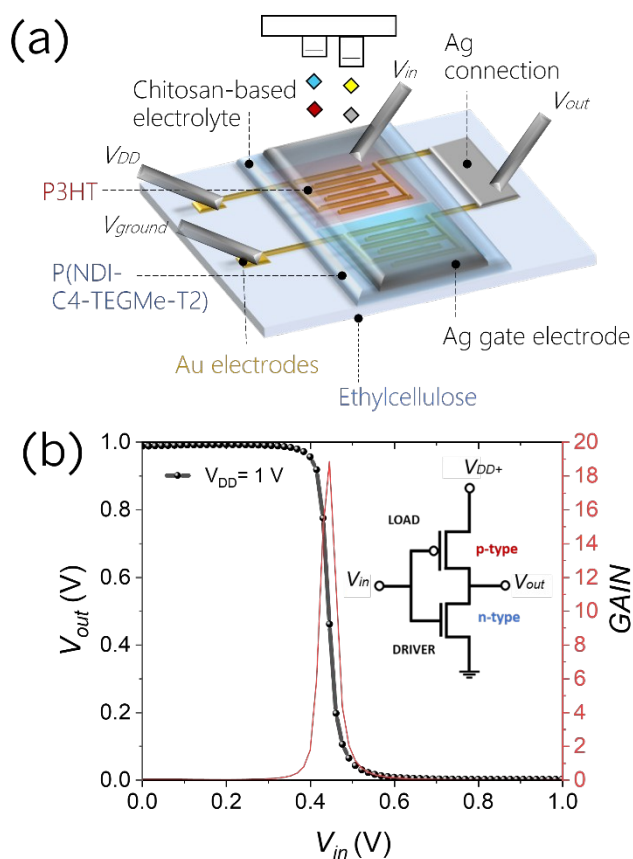 (a)
Chitosan-based
electrolyte
Vin
Ag
connection
Vout
VDD
P3HT
Vground
P(NDI-
C4-TEGMe-T2)
Ag gate electrode
Au electrodes
Ethylcellulose
(b)
VDD= 1 V
VDD+
LOAD
p-type
Vin
Vout
n-type
DRIVER
Vout (V)
1.0
0.8
0.6
0.4
0.2
0.0
GAIN
20
18
16
14
12
10
8
6
4
2
0
0.0 0.2 0.4 0.6 0.8 1.0
Vin (V)